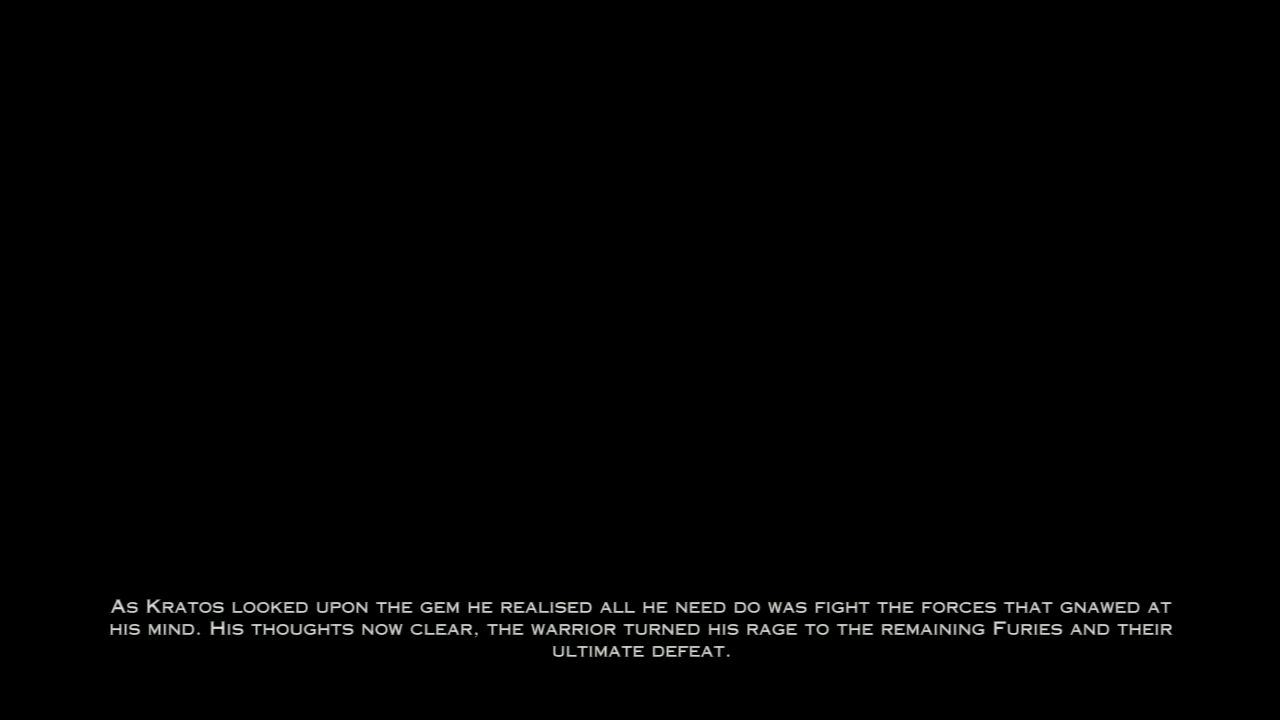 As Kratos looked upon the gem he realised all he need do was fight the forces that gnawed at
his mind. His thoughts now clear, the warrior turned his rage to the remaining Furies and their
ultimate defeat.